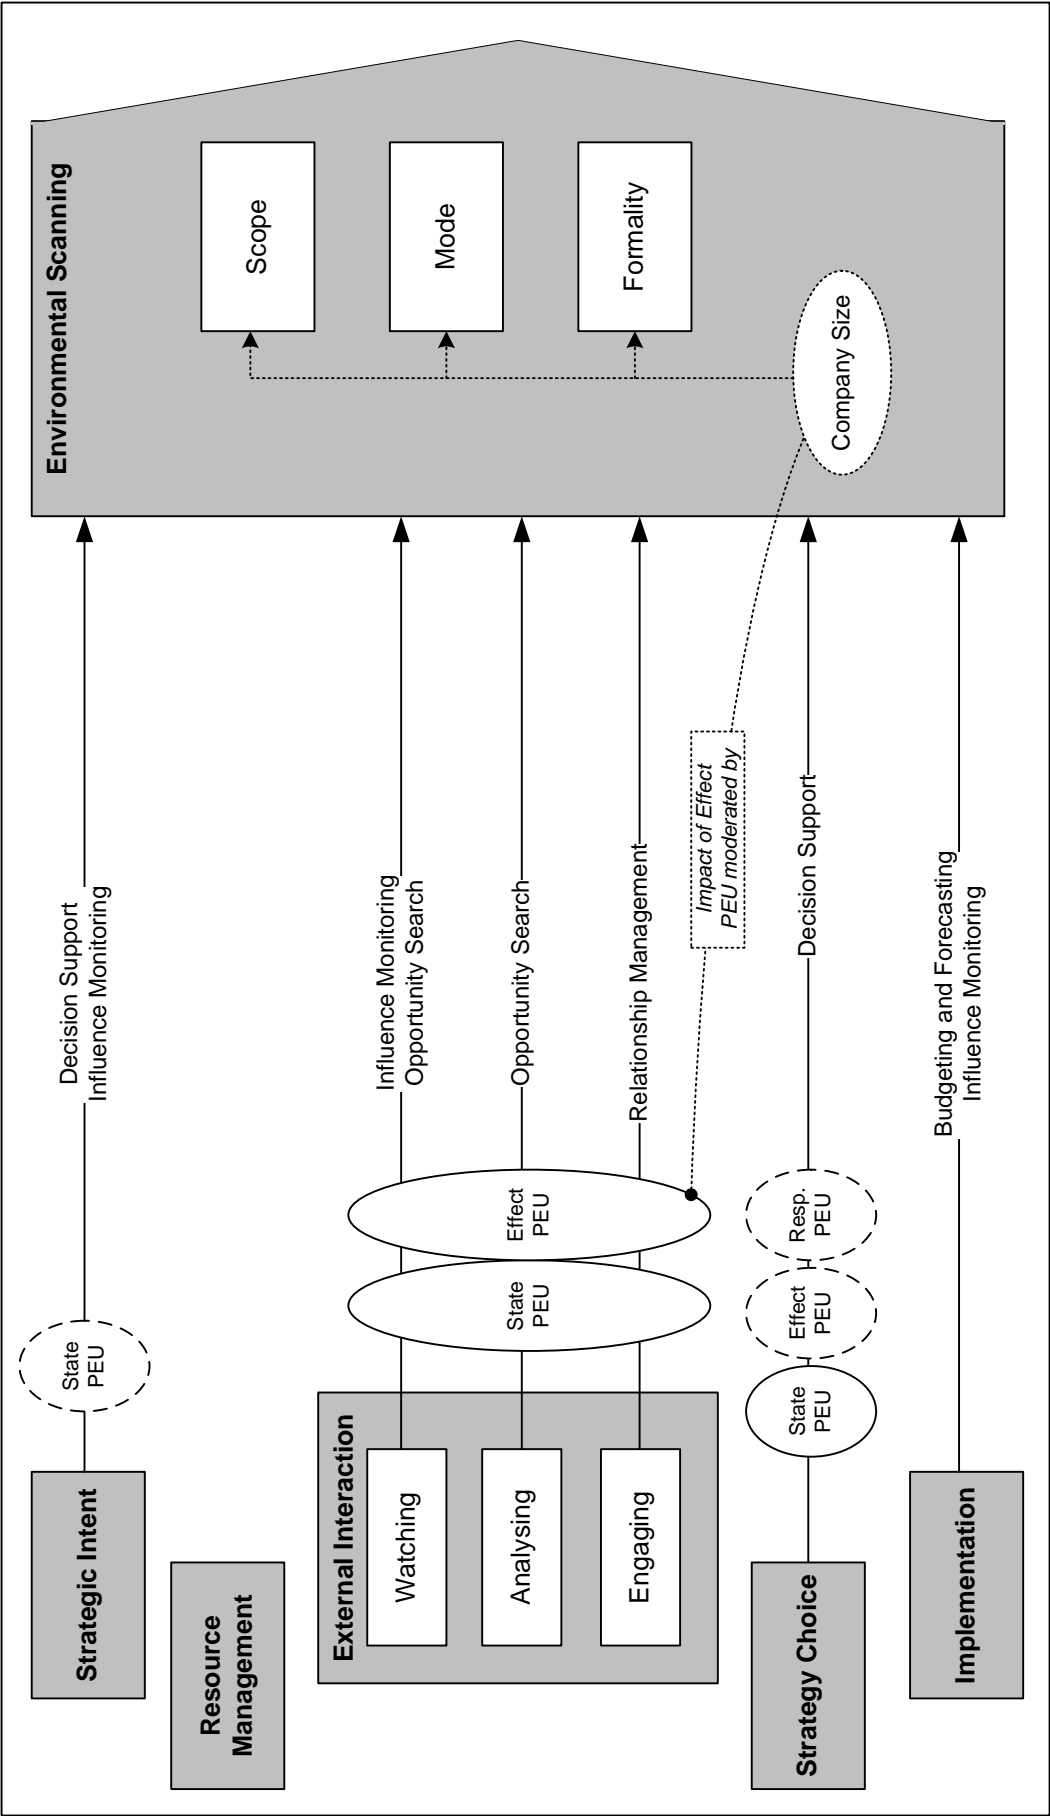 Strategic Intent
State
PEU
Decision Support
Influence Monitoring
Environmental Scanning
Resource
Management
Scope
External Interaction
Watching
Influence Monitoring
Opportunity Search
Mode
Analysing
State
PEU
Effect
PEU
Opportunity Search
Engaging
Relationship Management
Formality
Impact of Effect
PEU moderated by
Strategy Choice
State
PEU
Effect
PEU
Resp.
PEU
Decision Support
Company Size
Implementation
Budgeting and Forecasting
Influence Monitoring